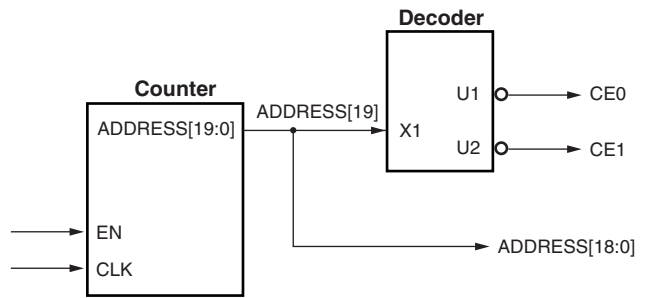 Decoder
Counter
U1
CE0
ADDRESS[19]
ADDRESS[19:0]
X1
U2
CE1
EN
ADDRESS[18:0]
CLK